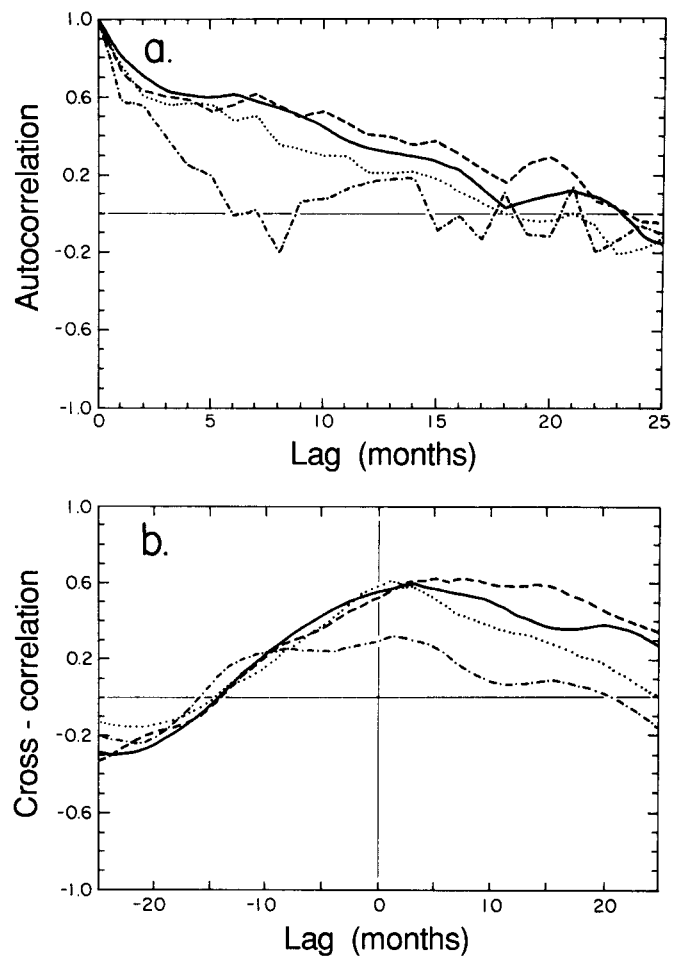 a.
Autocorrelation
1.0
0.6
0.2
-0.2
-0.6
-1.0
0 5 10 15 20 25
Lag (months)
b.
Cross - correlation
1.0
0.6
0.2
-0.2
-0.6
-1.0
-20 -10 0 10 20
Lag (months)